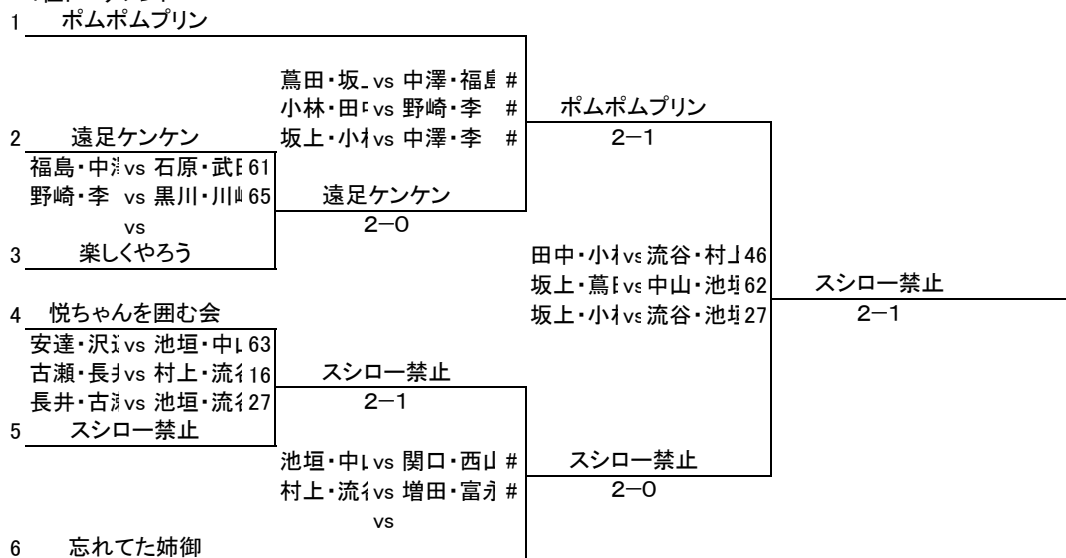 1 ポムポムプリン
蔦田・坂 vs 中澤・福島 #
小林・田中 vs 野崎・李 #
坂上・小 vs 中澤・李 #
ポムポムプリン
2－1
2 遠足ケンケン
福島・中 vs 石原・武 61
野崎・李 vs 黒川・川 65
vs
遠足ケンケン
2－0
3 楽しくやろう
田中・小 vs 流谷・村上 46
坂上・蔦 vs 中山・池垣 62
坂上・小 vs 流谷・池垣 27
スシロー禁止
2－1
4 悦ちゃんを囲む会
安達・沢 vs 池垣・中 63
古瀬・長 vs 村上・流 16
長井・古 vs 池垣・流 27
スシロー禁止
2－1
5 スシロー禁止
池垣・中 vs 関口・西山 #
村上・流 vs 増田・富永 #
vs
スシロー禁止
2－0
6 忘れてた姉御